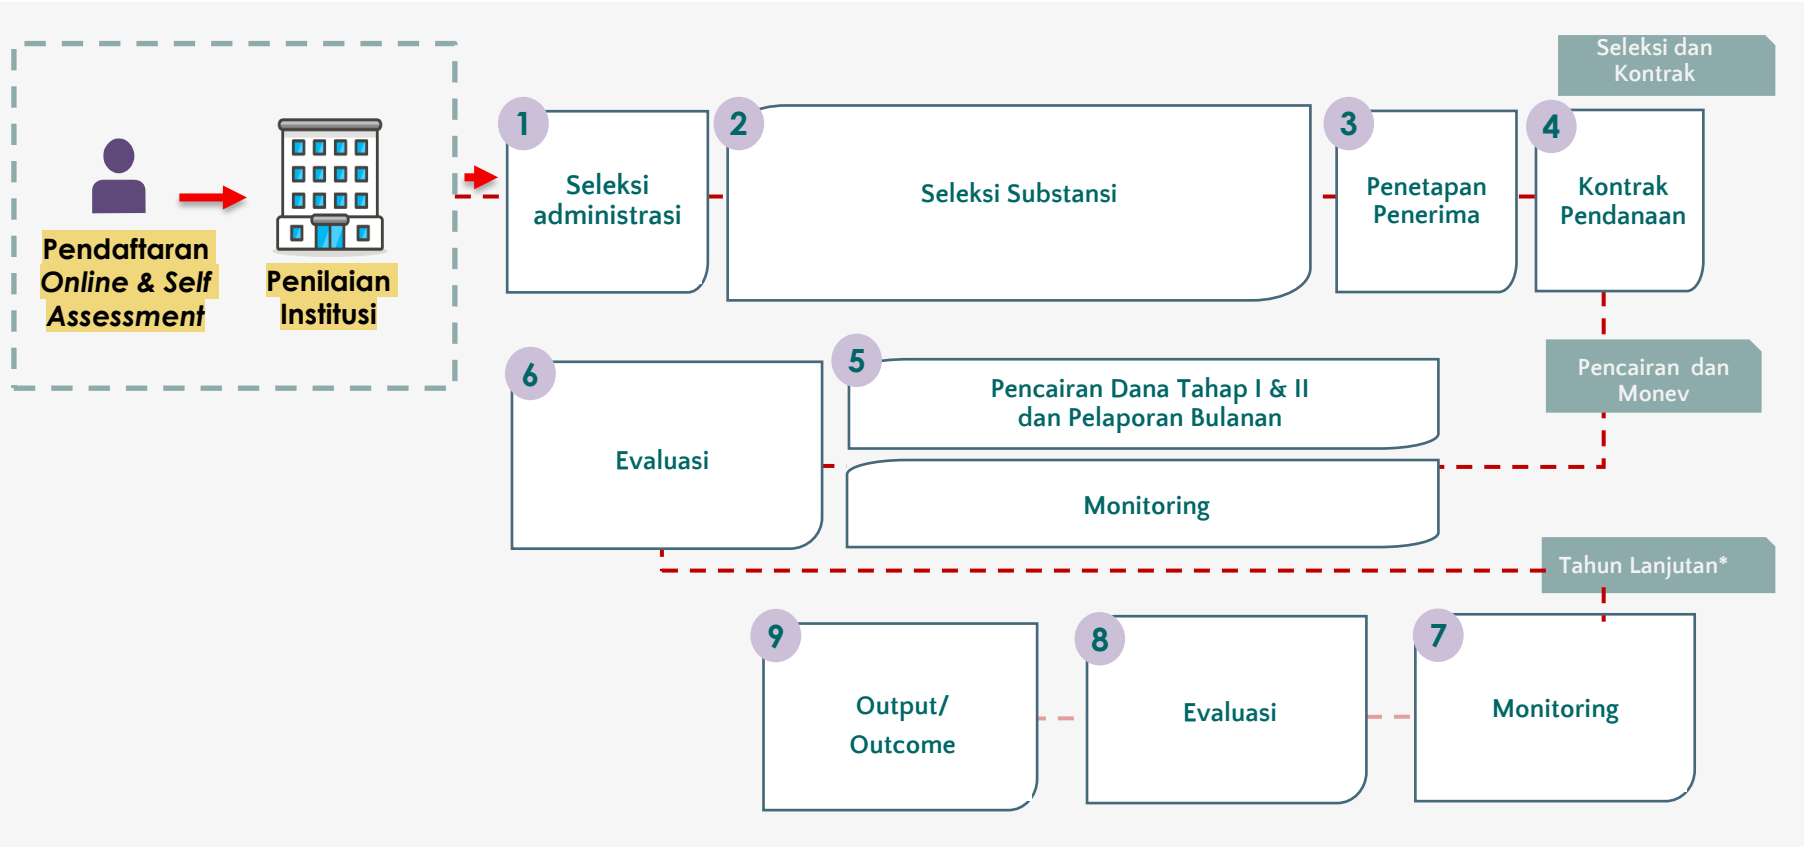 Pendaftaran
Online & Self
Assessment
Penilaian
Institusi
Seleksi dan
Kontrak
1
Seleksi
administrasi
2
Seleksi Substansi
3
Penetapan
Penerima
4
Kontrak
Pendanaan
Pencairan dan
Monev
5
Pencairan Dana Tahap I & II
dan Pelaporan Bulanan
Monitoring
6
Evaluasi
Tahun Lanjutan*
7
Monitoring
8
Evaluasi
9
Output/
Outcome